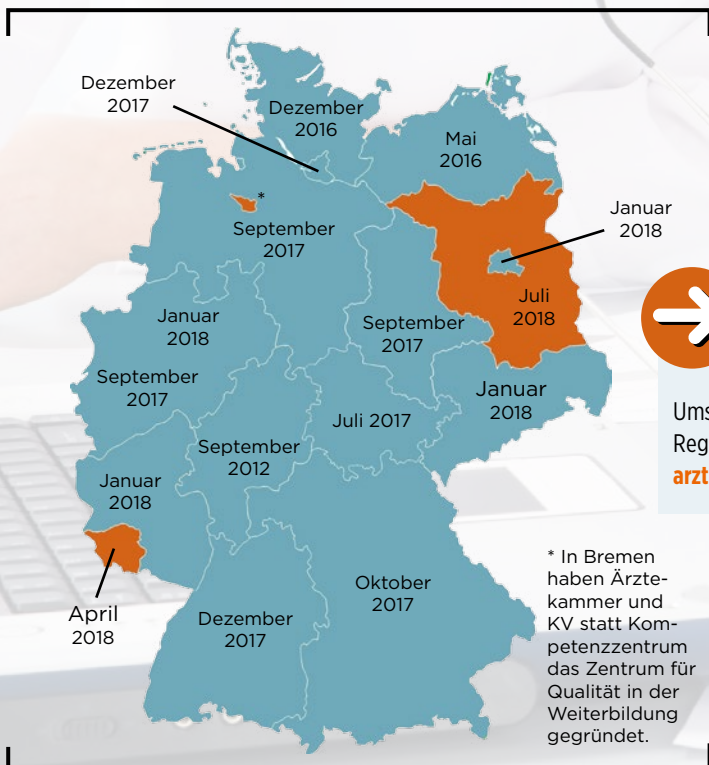 Dezember
2017
Dezember
2016
Mai
2016
*
September
2017
Januar
2018
Juli
2018
Januar
2018
September
2017
September
2017
Januar
2018
Juli 2017
September
2012
Januar
2018
April
2018
Dezember
2017
Oktober
2017
Ums
Reg
arzt
* In Bremen
haben Ärzte-
kammer und
KV statt Kom-
petenzzentrum
das Zentrum für
Qualität in der
Weiterbildung
gegründet.